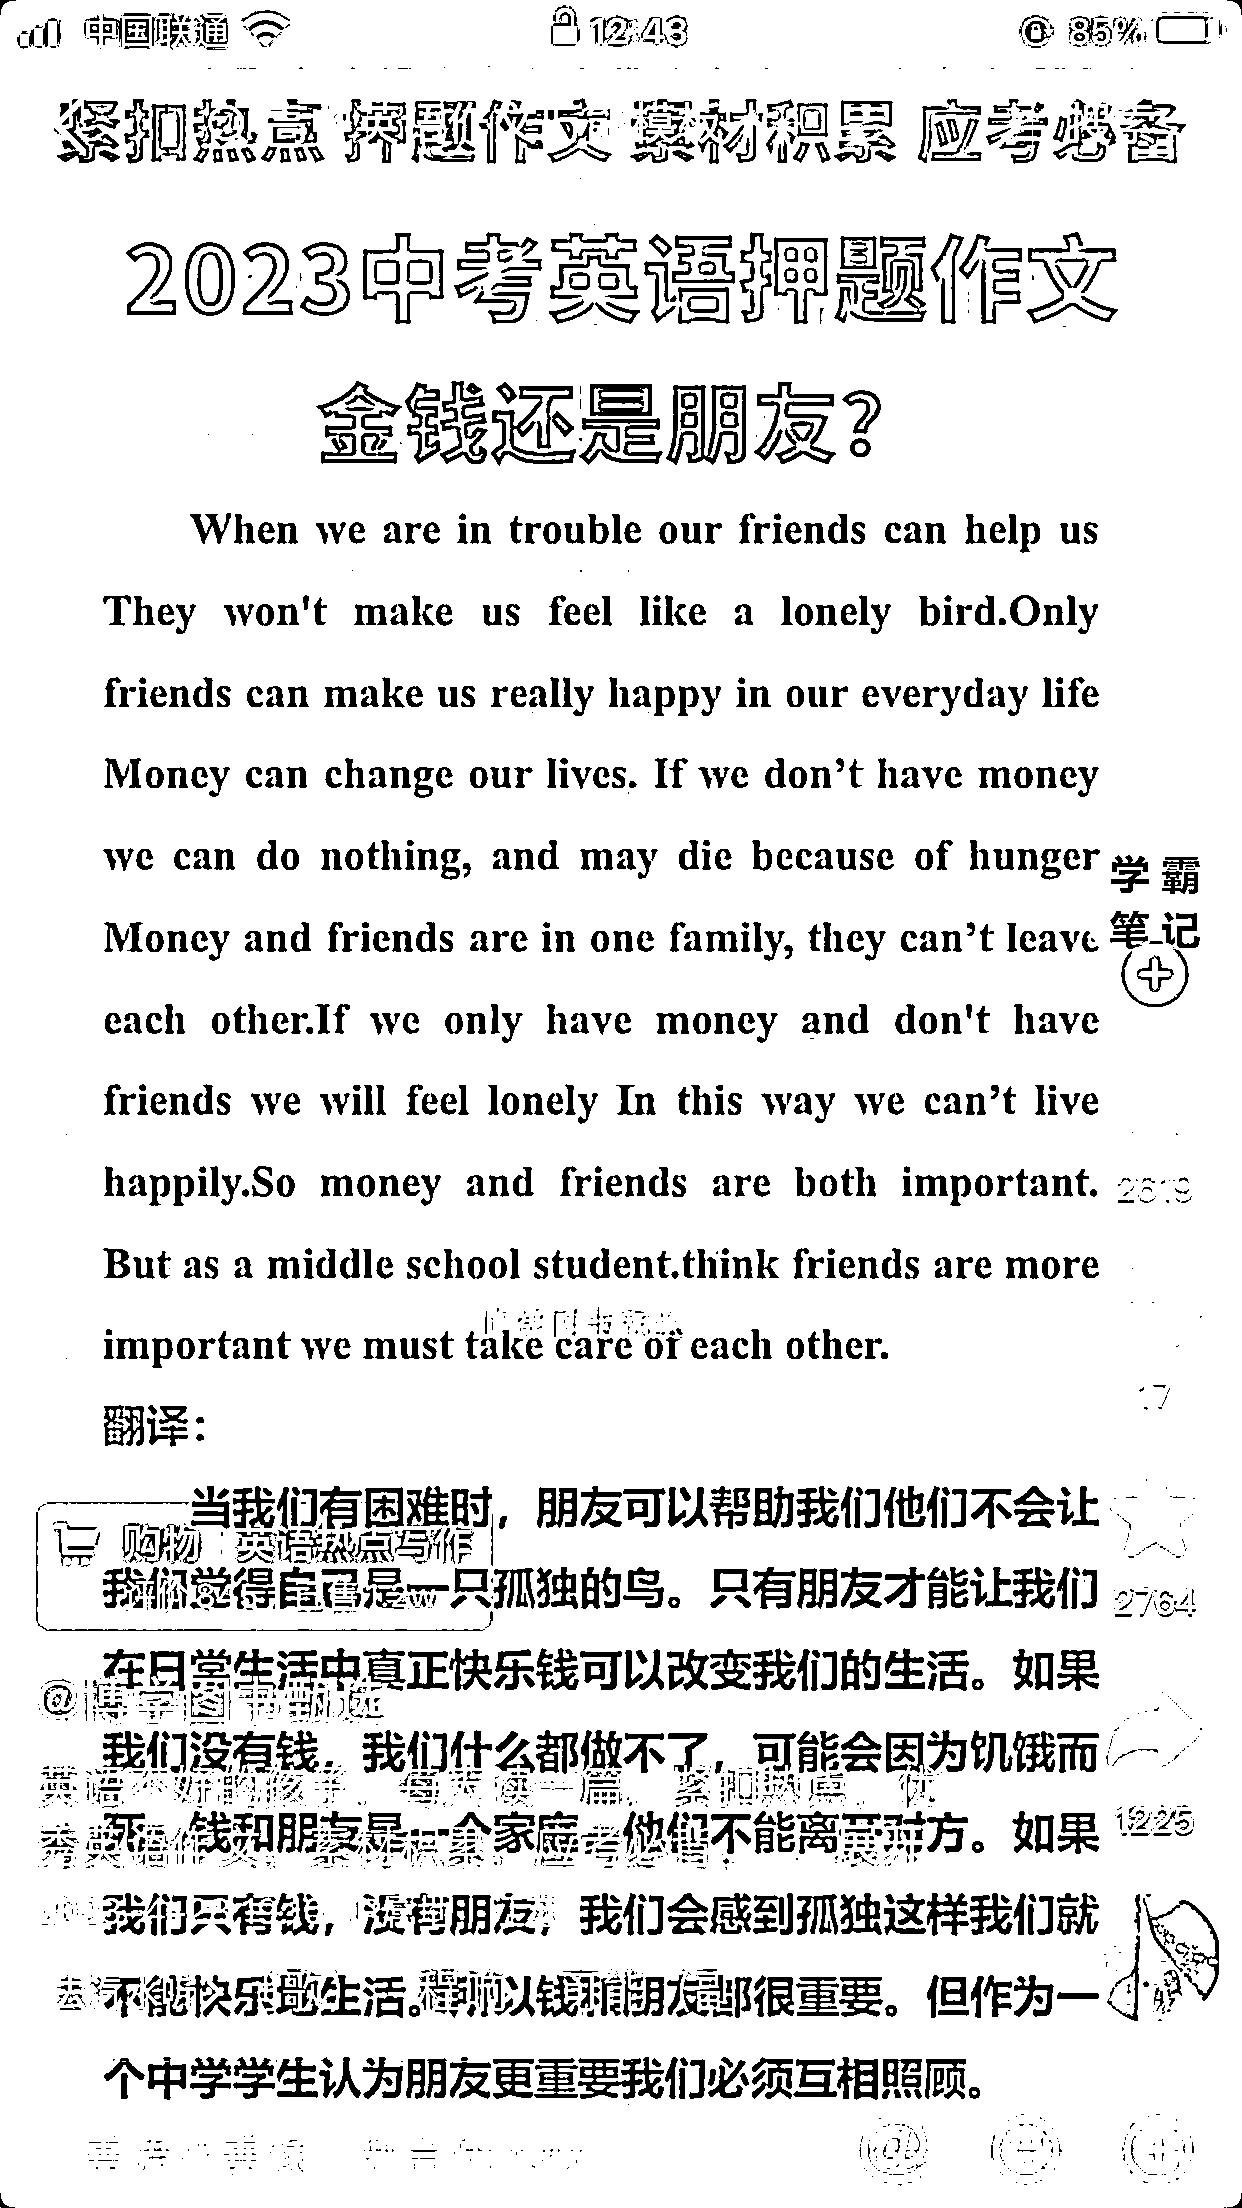 中国联通 12:43 85%
紧扣热点 押题作文 素材积累 应考必备
2023中考英语押题作文
金钱还是朋友？
When we are in trouble our friends can help us
They won't make us feel like a lonely bird.Only
friends can make us really happy in our everyday life
Money can change our lives. If we don’t have money
we can do nothing, and may die because of hunger
学霸
Money and friends are in one family, they can’t leave
笔记
each other.If we only have money and don't have
friends we will feel lonely In this way we can’t live
happily.So money and friends are both important.
2619
But as a middle school student.think friends are more
important we must take care of each other.
17
翻译：
当我们有困难时，朋友可以帮助我们他们不会让
购物 英语热点写作
我们觉得自己是一只孤独的鸟。只有朋友才能让我们
2764
在日常生活中真正快乐钱可以改变我们的生活。如果
@博学图书甄选
我们没有钱，我们什么都做不了，可能会因为饥饿而
英语不好的孩子，每天读一篇，紧扣热点，优
死。钱和朋友是一个家庭，他们不能离开对方。如果
1225
秀英语作文，素材积累，应考必备！ 展开
我们只有钱，没有朋友，我们会感到孤独这样我们就
不能快乐地生活。所以钱和朋友都很重要。但作为一
个中学学生认为朋友更重要我们必须互相照顾。